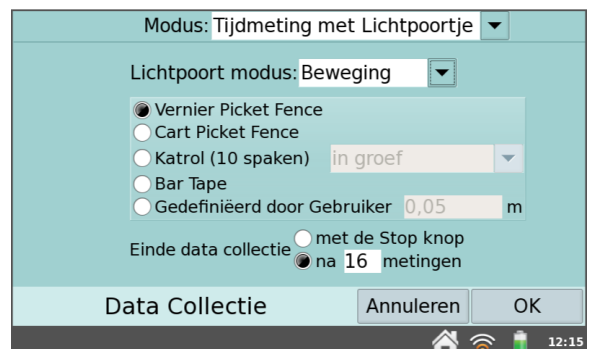 Modus: Tijdmeting met Lichtpoortje
Lichtpoort modus: Beweging
Vernier Picket Fence
Cart Picket Fence
Katrol (10 spaken) in groef
Bar Tape
Gedefiniëerd door Gebruiker 0,05 m
Einde data collectie
met de Stop knop
na 16 metingen
Data Collectie Annuleren OK
12:15